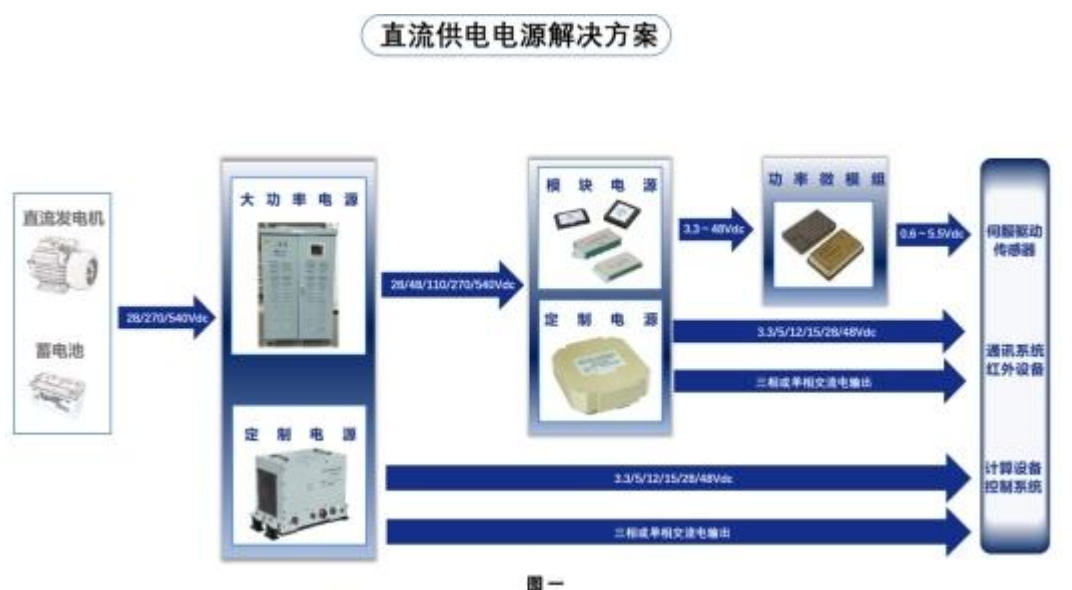 直流供电电源解决方案
直流发电机
蓄电池
28/270/540Vdc
大功率电源
定制电源
28/48/110/270/540Vdc
模块电源
定制电源
3.3~48Vdc
功率微模组
0.6~5.5Vdc
3.3/5/12/15/28/48Vdc
三相或单相交流电输出
3.3/5/12/15/28/48Vdc
三相或单相交流电输出
伺服驱动
传感器
通讯系统
红外设备
计算设备
控制系统
图一